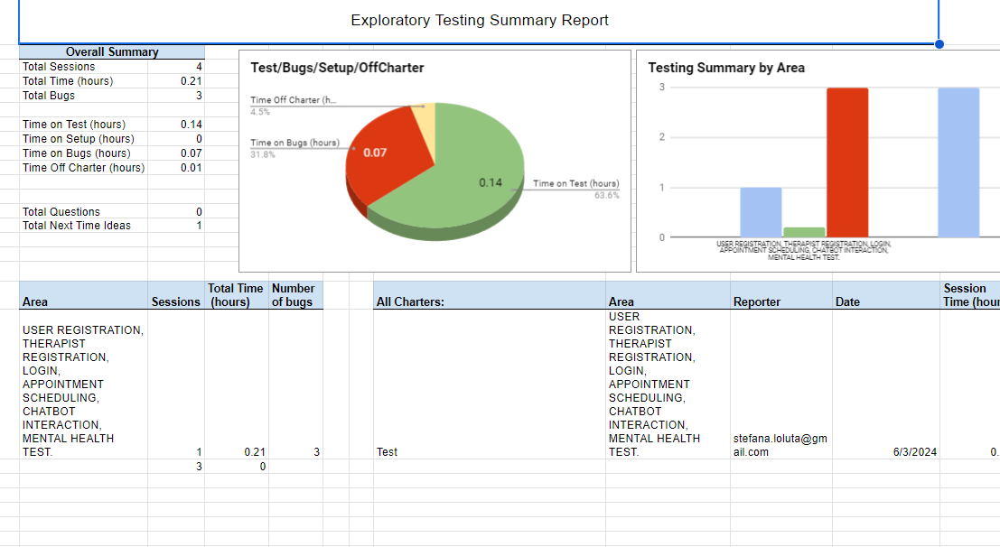 Exploratory Testing Summary Report
Overall Summary
Total Sessions 4
Total Time (hours) 0.21
Total Bugs 3
Time on Test (hours) 0.14
Time on Setup (hours) 0
Time on Bugs (hours) 0.07
Time Off Charter (hours) 0.01
Total Questions 0
Total Next Time Ideas 1
Test/Bugs/Setup/OffCharter
Time Off Charter (h...
4.5%
Time on Bugs (hours)
31.8%
0.07
0.14
Time on Test (hours)
63.6%
Testing Summary by Area
3
2
1
0
USER REGISTRATION, THERAPIST REGISTRATION, LOGIN,
APPOINTMENT SCHEDULING, CHATBOT INTERACTION,
MENTAL HEALTH TEST.
Area Sessions Total Time (hours) Number of bugs
USER REGISTRATION,
THERAPIST
REGISTRATION,
LOGIN,
APPOINTMENT
SCHEDULING,
CHATBOT
INTERACTION,
MENTAL HEALTH
TEST. 1 0.21 3
3 0
All Charters: Area Reporter Date Session Time (hour
Test
USER
REGISTRATION,
THERAPIST
REGISTRATION,
LOGIN,
APPOINTMENT
SCHEDULING,
CHATBOT
INTERACTION,
MENTAL HEALTH
TEST.
stefana.loluta@gm
ail.com
6/3/2024
0.